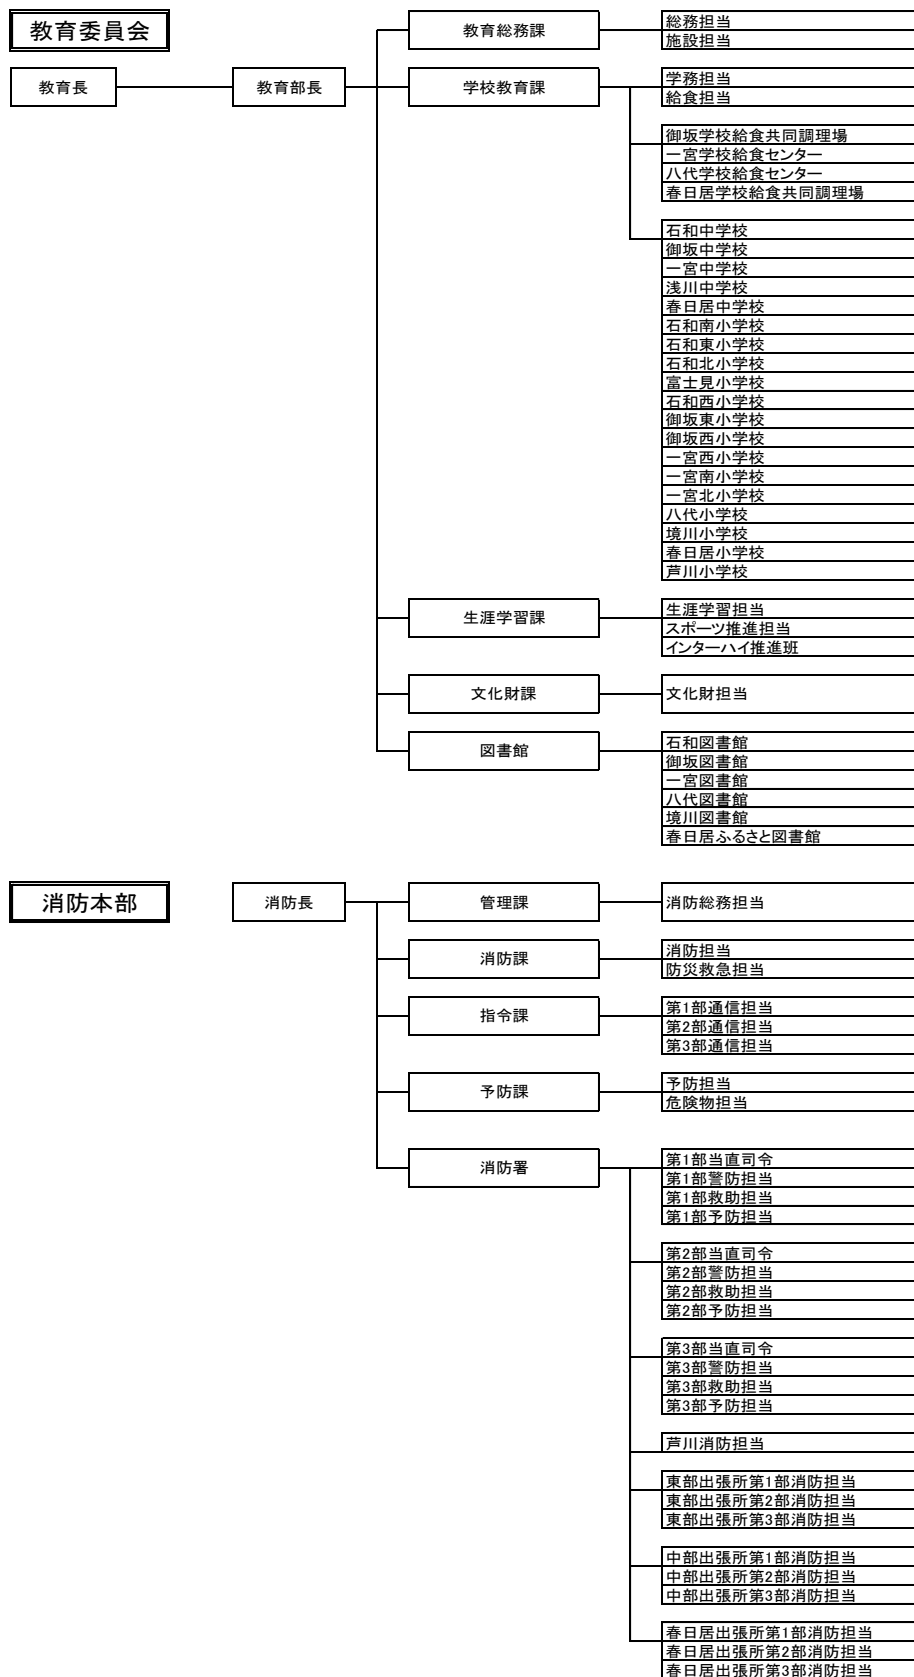 教育委員会
教育長
教育部長
教育総務課
総務担当
施設担当
学校教育課
学務担当
給食担当
御坂学校給食共同調理場
一宮学校給食センター
八代学校給食センター
春日居学校給食共同調理場
石和中学校
御坂中学校
一宮中学校
浅川中学校
春日居中学校
石和南小学校
石和東小学校
石和北小学校
富士見小学校
石和西小学校
御坂東小学校
御坂西小学校
一宮西小学校
一宮南小学校
一宮北小学校
八代小学校
境川小学校
春日居小学校
芦川小学校
生涯学習課
生涯学習担当
スポーツ推進担当
インターハイ推進班
文化財課
文化財担当
図書館
石和図書館
御坂図書館
一宮図書館
八代図書館
境川図書館
春日居ふるさと図書館
消防本部
消防長
管理課
消防総務担当
消防課
消防担当
防災救急担当
指令課
第1部通信担当
第2部通信担当
第3部通信担当
予防課
予防担当
危険物担当
消防署
第1部当直司令
第1部警防担当
第1部救助担当
第1部予防担当
第2部当直司令
第2部警防担当
第2部救助担当
第2部予防担当
第3部当直司令
第3部警防担当
第3部救助担当
第3部予防担当
芦川消防担当
東部出張所第1部消防担当
東部出張所第2部消防担当
東部出張所第3部消防担当
中部出張所第1部消防担当
中部出張所第2部消防担当
中部出張所第3部消防担当
春日居出張所第1部消防担当
春日居出張所第2部消防担当
春日居出張所第3部消防担当